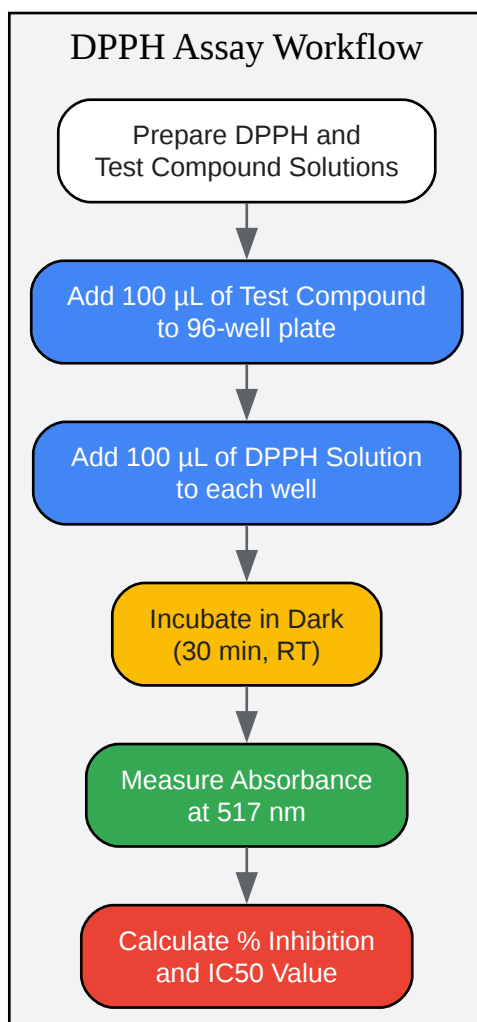 DPPH Assay Workflow
Prepare DPPH and
Test Compound Solutions
Add 100 µL of Test Compound
to 96-well plate
Add 100 µL of DPPH Solution
to each well
Incubate in Dark
(30 min, RT)
Measure Absorbance
at 517 nm
Calculate % Inhibition
and IC50 Value